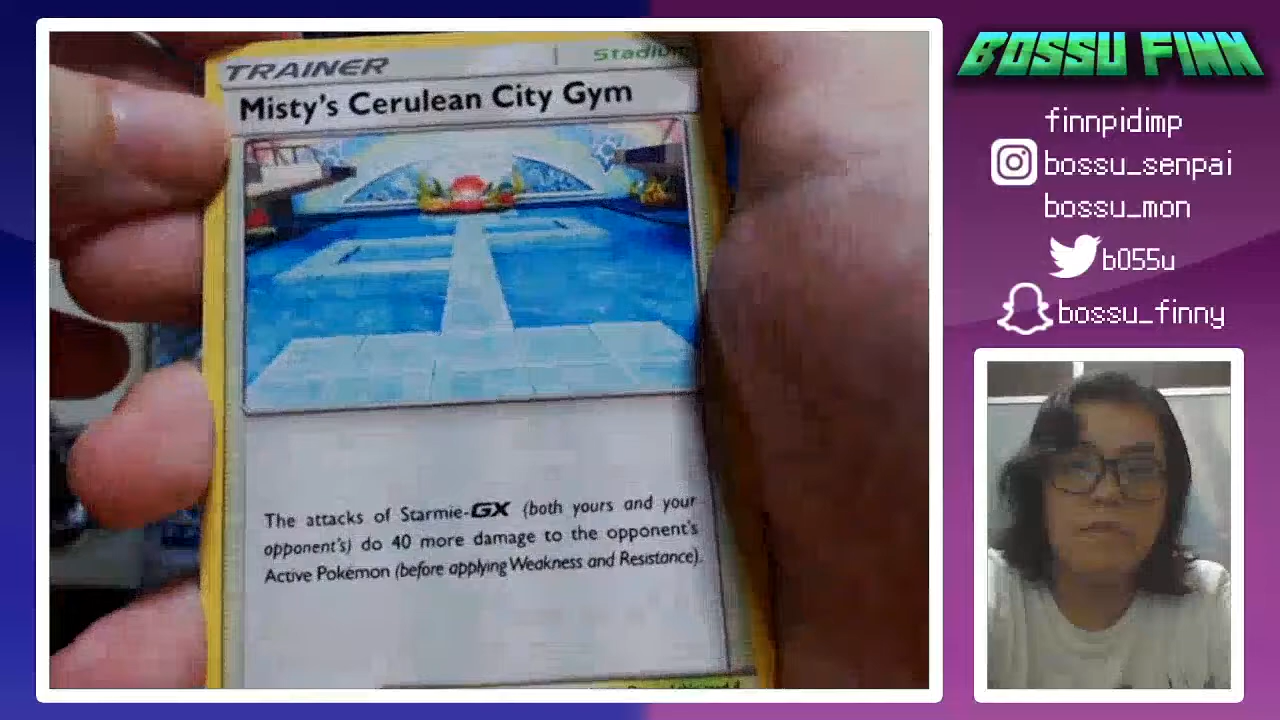 TRAINER
Stadium
Misty's Cerulean City Gym
The attacks of Starmie-GX (both yours and your
opponent's) do 40 more damage to the opponent's
Active Pokémon (before applying Weakness and Resistance).
BOSSU FINN
finnpidimp
bossu_senpai
bossu_mon
b055u
bossu_finny